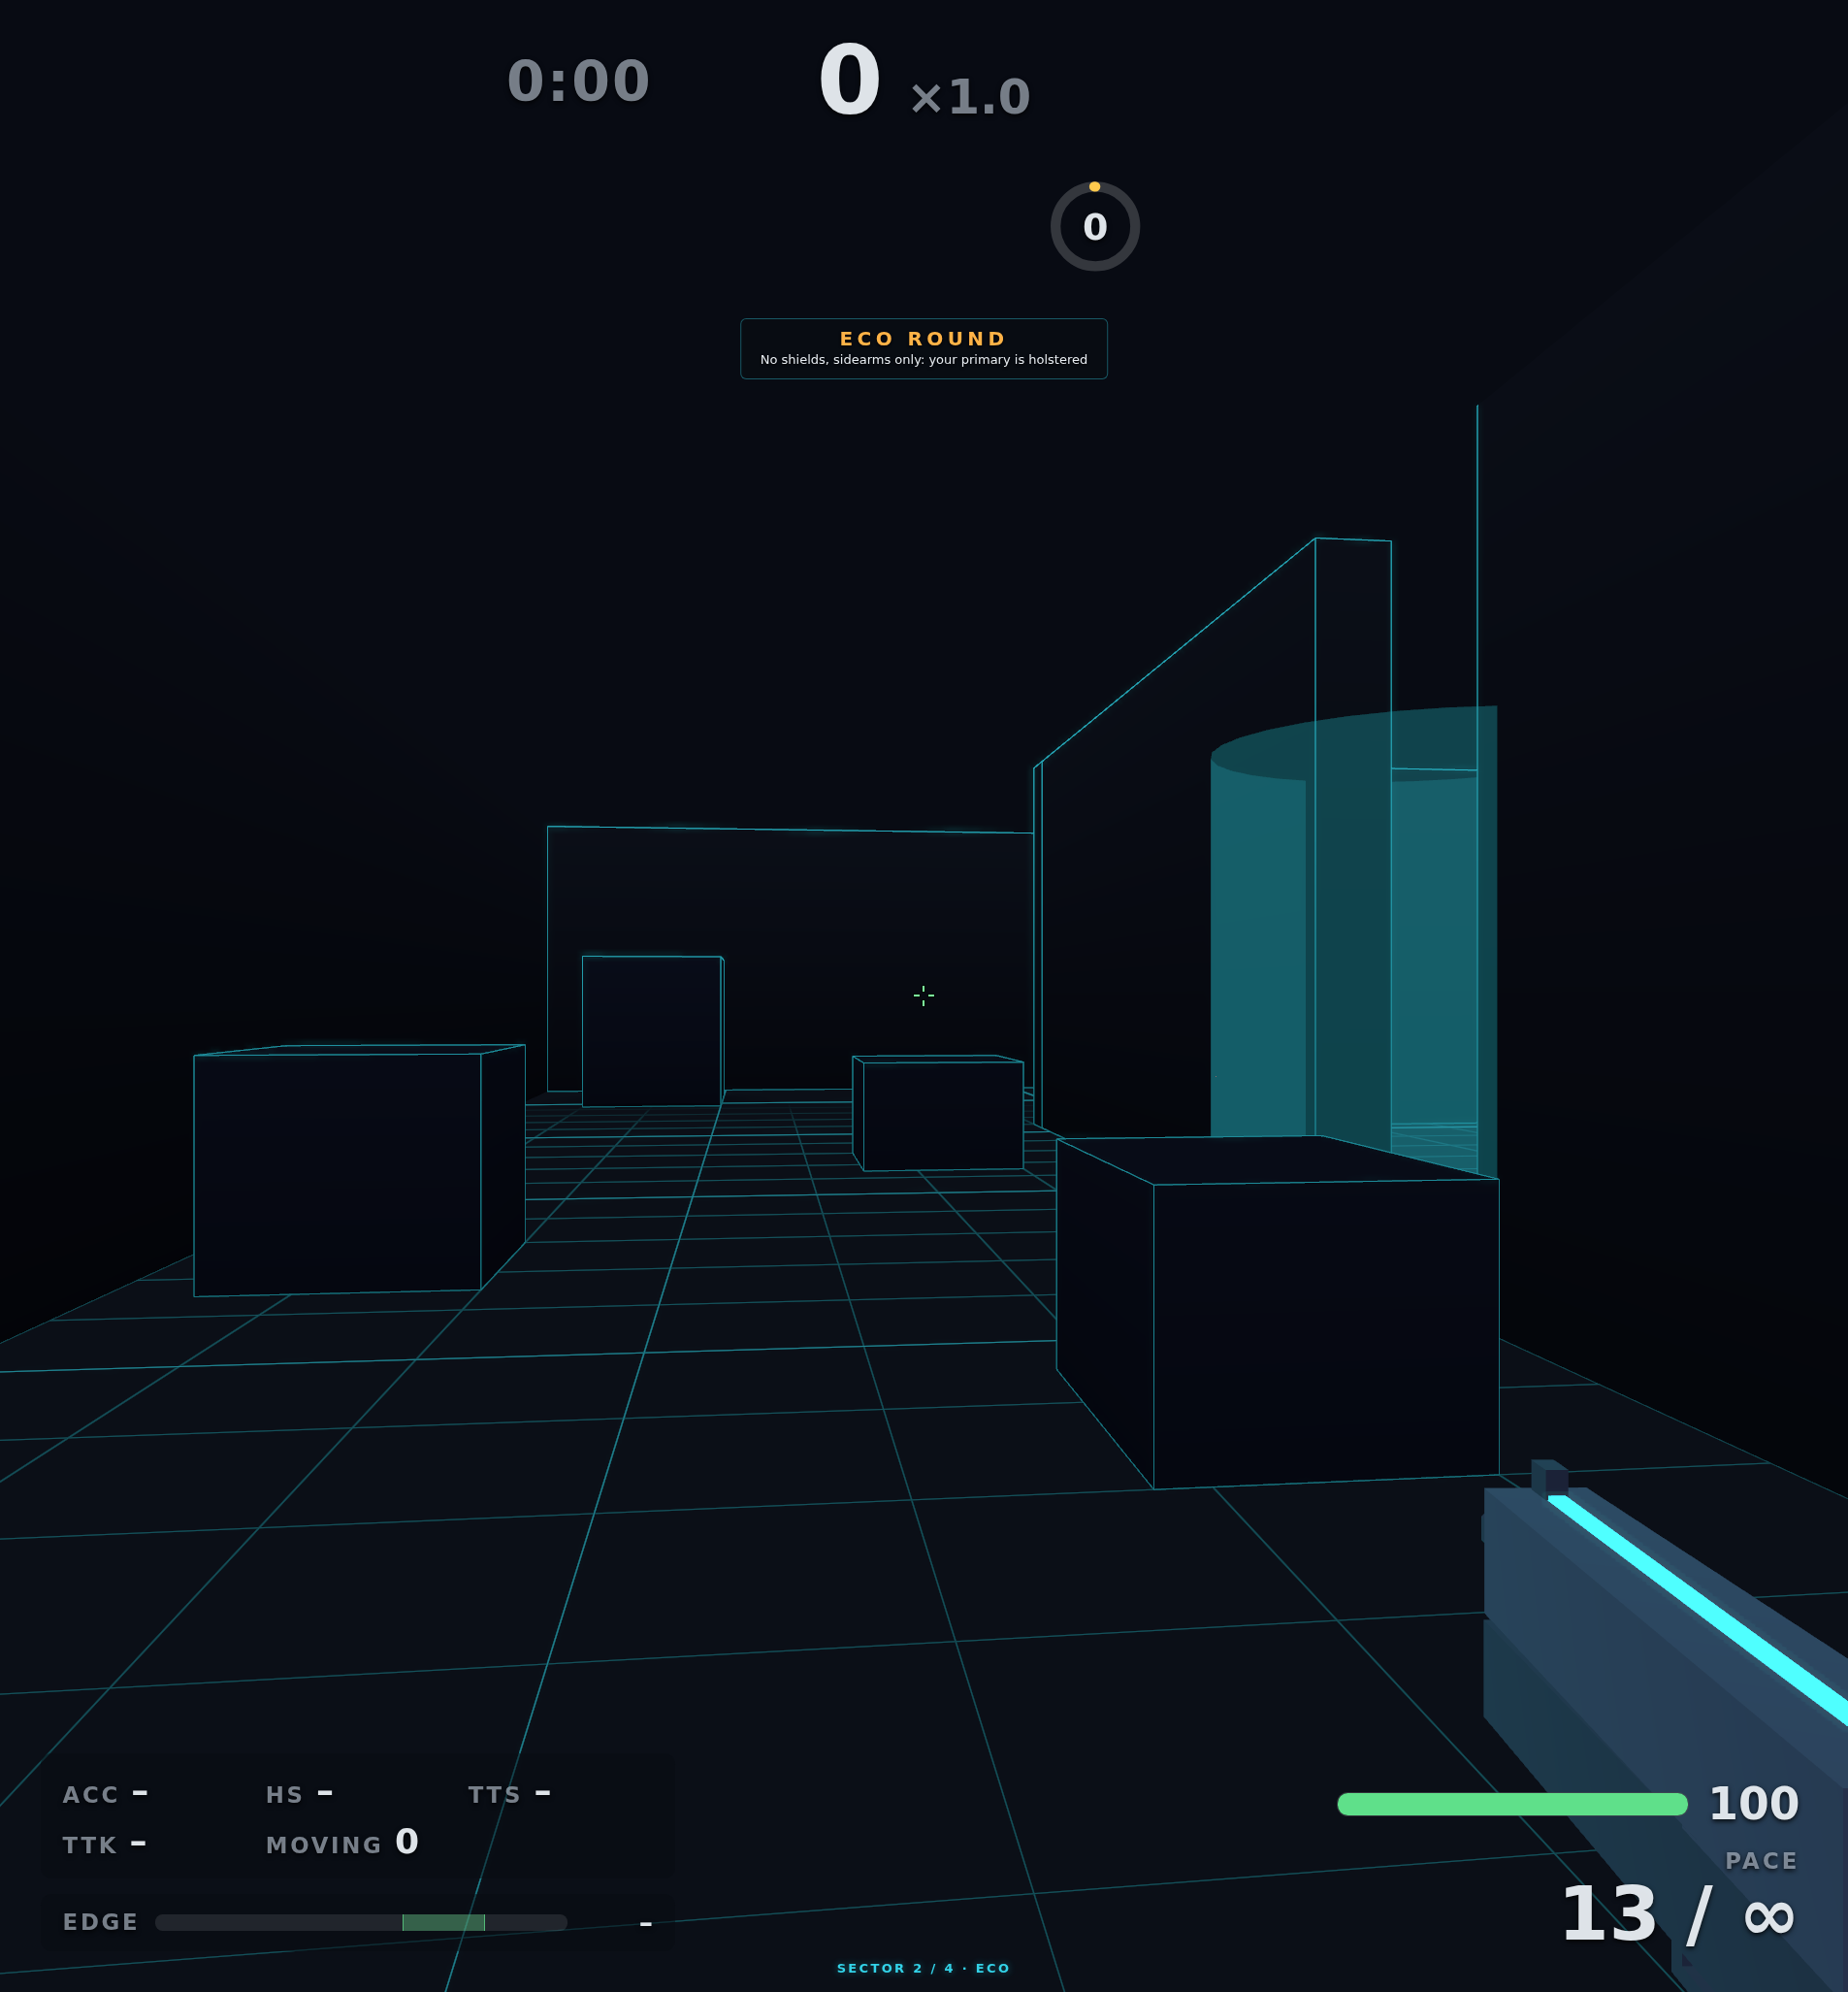 0:00 0 ×1.0
0
ECO ROUND
No shields, sidearms only: your primary is holstered
ACC – HS – TTS –
TTK – MOVING 0
EDGE –
100
PACE
13 / ∞
SECTOR 2 / 4 · ECO